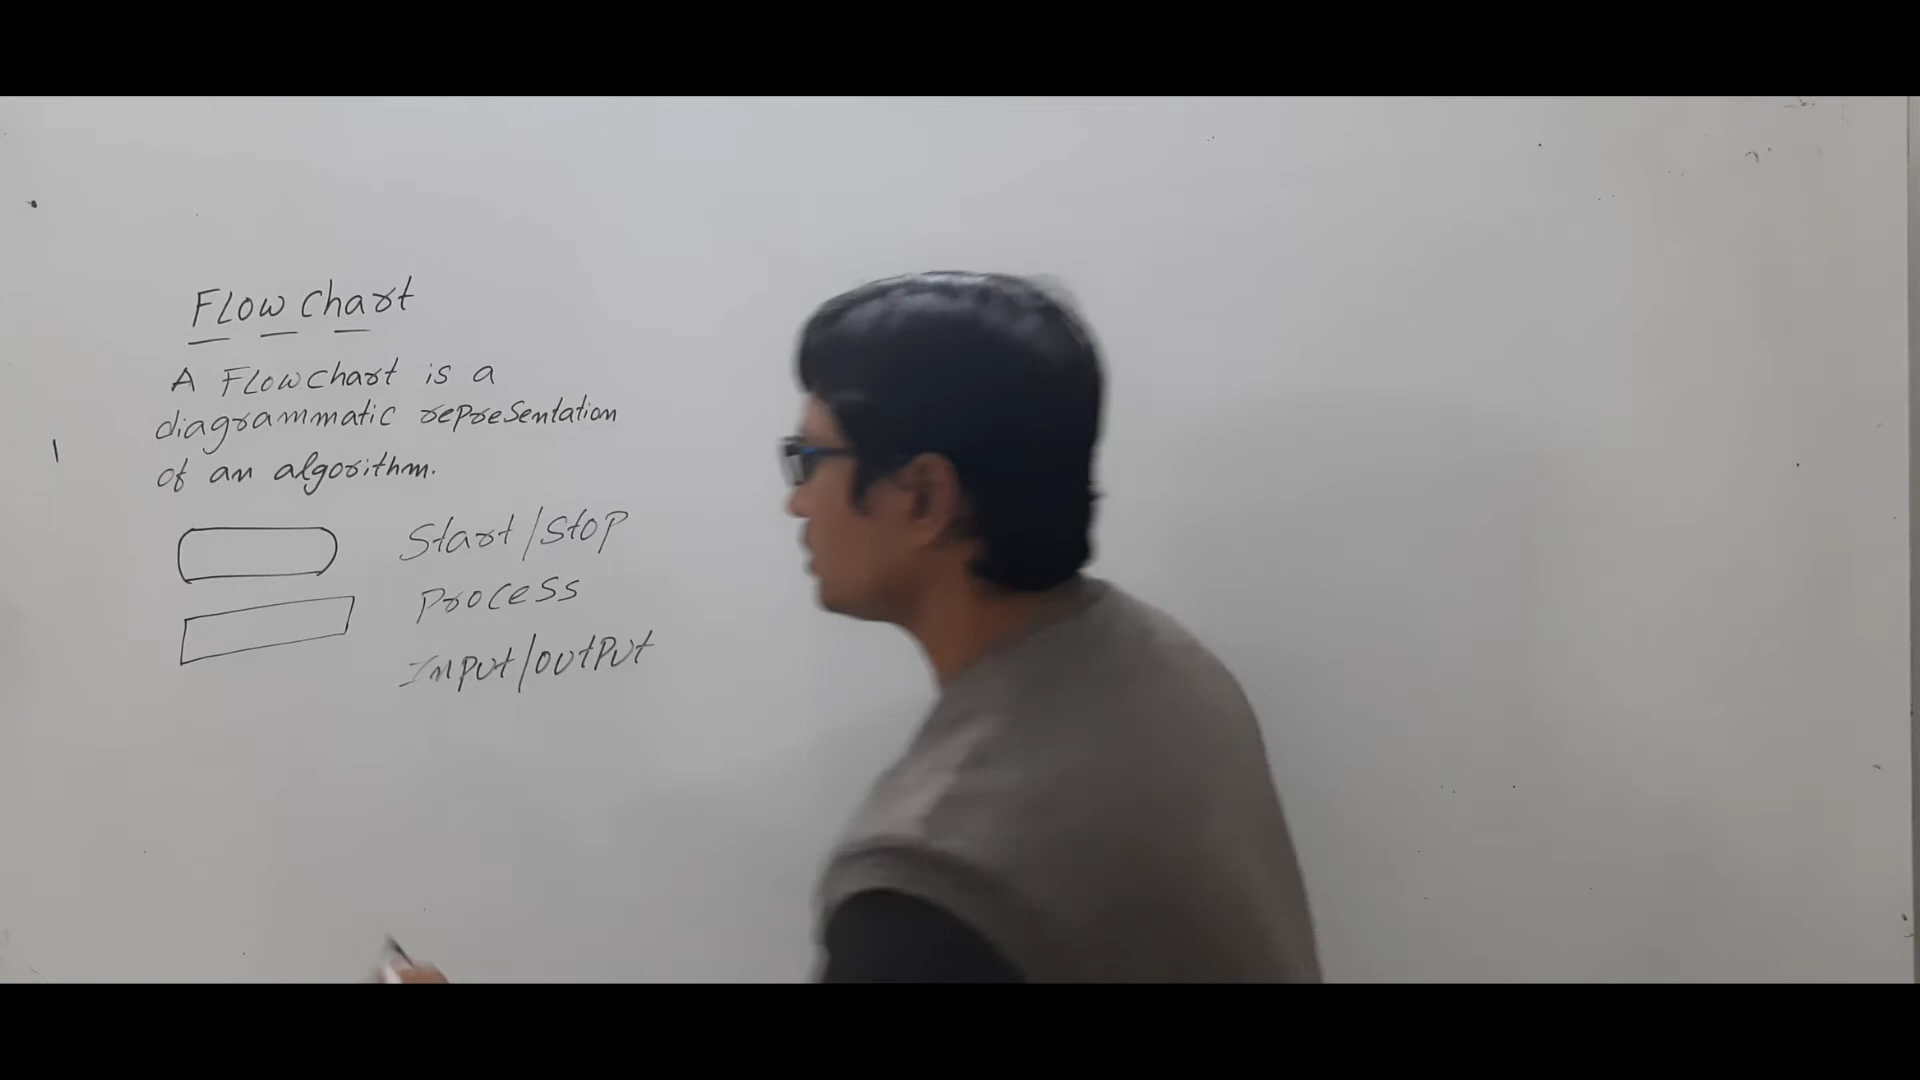 Flow chart
A Flowchart is a
diagrammatic representation
of an algorithm.
Start/Stop
Process
Input/output